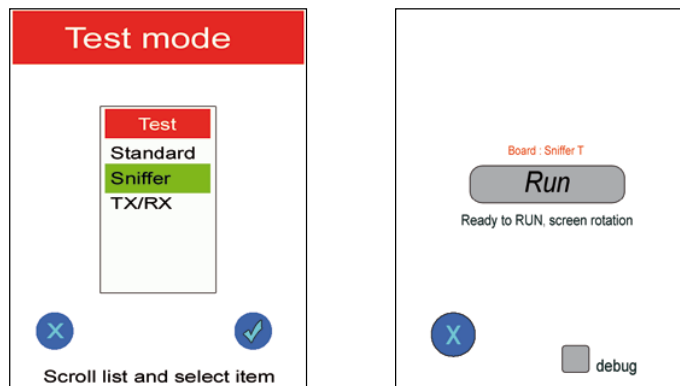 Test mode
Test
Standard
Sniffer
TX/RX
X
Scroll list and select item
Board : Sniffer T
Run
Ready to RUN, screen rotation
X
debug